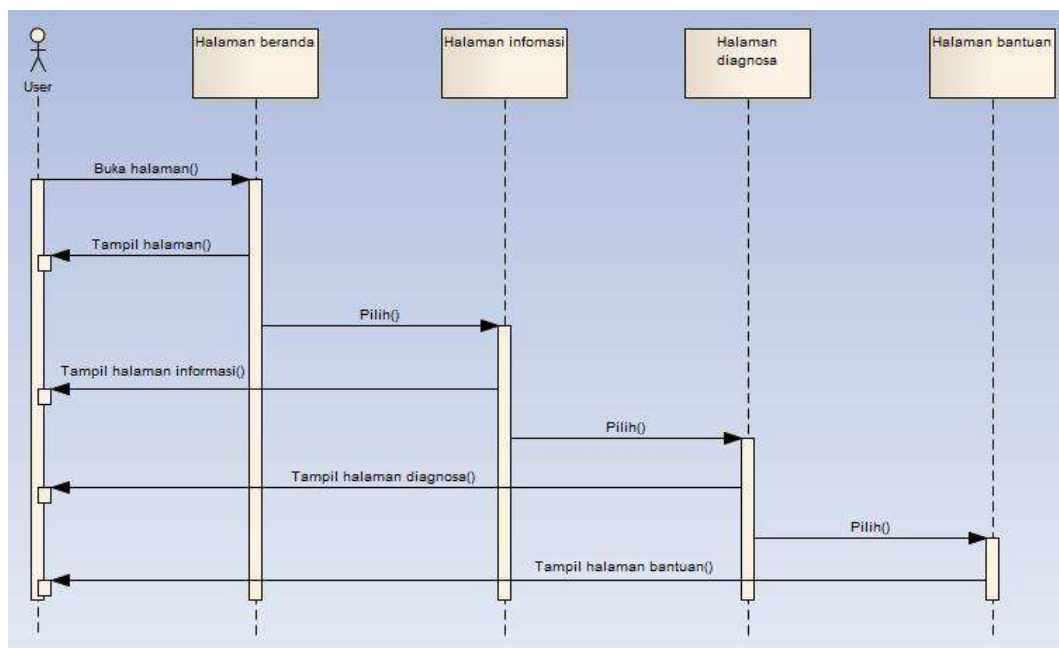 User
Halaman beranda
Halaman infomasi
Halaman
diagnosa
Halaman bantuan
Buka halaman()
Tampil halaman()
Pilih()
Tampil halaman informasi()
Pilih()
Tampil halaman diagnosa()
Pilih()
Tampil halaman bantuan()